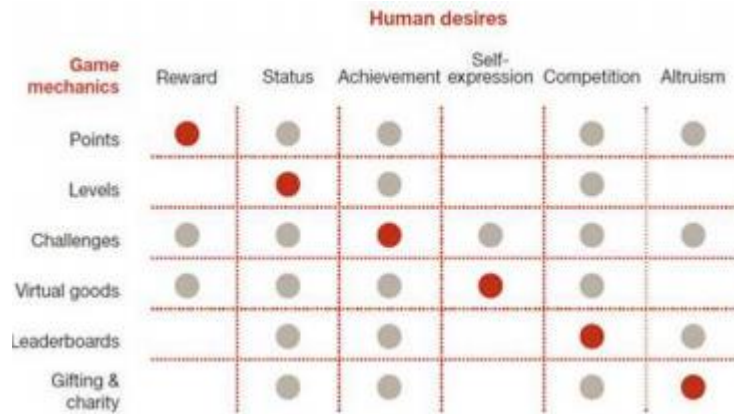 Human desires
Game
mechanics
Reward
Status
Achievement
Self-
expression
Competition
Altruism
Points
Levels
Challenges
Virtual goods
Leaderboards
Gifting &
charity